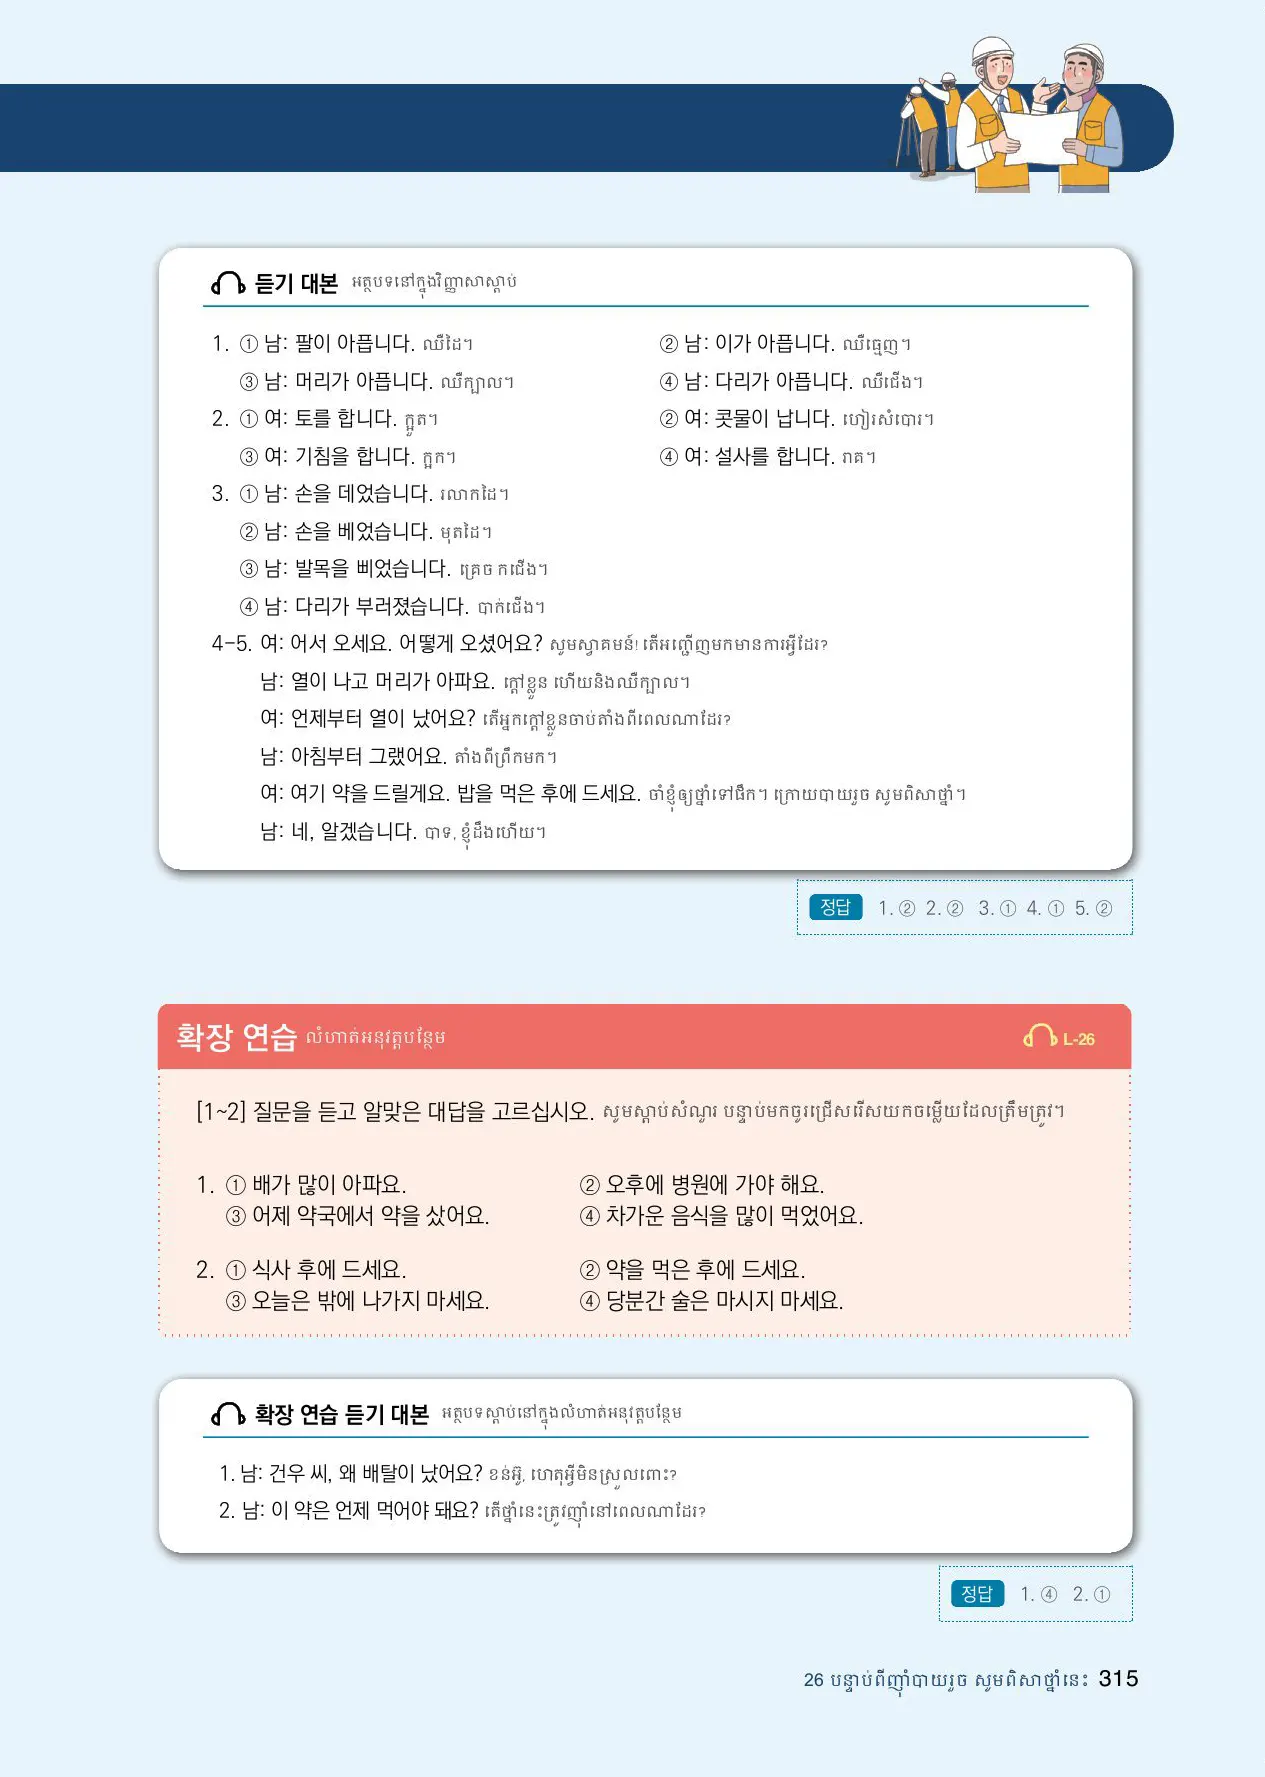 듣기 대본 អត្ថបទនៅក្នុងវិញ្ញាសាស្តាប់
1. ① 남: 팔이 아픕니다. ឈឺដៃ។ ② 남: 이가 아픕니다. ឈឺធ្មេញ។
③ 남: 머리가 아픕니다. ឈឺក្បាល។ ④ 남: 다리가 아픕니다. ឈឺជើង។
2. ① 여: 토를 합니다. ក្អួត។ ② 여: 콧물이 납니다. ហៀរសំបោរ។
③ 여: 기침을 합니다. ក្អក។ ④ 여: 설사를 합니다. រាគ។
3. ① 남: 손을 데었습니다. រលាកដៃ។
② 남: 손을 베었습니다. មុតដៃ។
③ 남: 발목을 삐었습니다. គ្រេច កជើង។
④ 남: 다리가 부러졌습니다. បាក់ជើង។
4-5. 여: 어서 오세요. 어떻게 오셨어요? សូមស្វាគមន៍! តើអញ្ជើញមកមានការអ្វីដែរ?
남: 열이 나고 머리가 아파요. ក្តៅខ្លួន ហើយនិងឈឺក្បាល។
여: 언제부터 열이 났어요? តើអ្នកក្តៅខ្លួនចាប់តាំងពីពេលណាដែរ?
남: 아침부터 그랬어요. តាំងពីព្រឹកមក។
여: 여기 약을 드릴게요. 밥을 먹은 후에 드세요. ចាំខ្ញុំឲ្យថ្នាំទៅផឹក។ ក្រោយបាយរួច សូមពិសាថ្នាំ។
남: 네, 알겠습니다. បាទ, ខ្ញុំដឹងហើយ។
정답 1. ② 2. ② 3. ① 4. ① 5. ②
확장 연습 លំហាត់អនុវត្តបន្ថែម L-26
[1~2] 질문을 듣고 알맞은 대답을 고르십시오. សូមស្តាប់សំណួរ បន្ទាប់មកចូរជ្រើសរើសយកចម្លើយដែលត្រឹមត្រូវ។
1. ① 배가 많이 아파요. ② 오후에 병원에 가야 해요.
③ 어제 약국에서 약을 샀어요. ④ 차가운 음식을 많이 먹었어요.
2. ① 식사 후에 드세요. ② 약을 먹은 후에 드세요.
③ 오늘은 밖에 나가지 마세요. ④ 당분간 술은 마시지 마세요.
확장 연습 듣기 대본 អត្ថបទស្តាប់នៅក្នុងលំហាត់អនុវត្តបន្ថែម
1. 남: 건우 씨, 왜 배탈이 났어요? ខន់អ៊ូ, ហេតុអ្វីមិនស្រួលពោះ?
2. 남: 이 약은 언제 먹어야 돼요? តើថ្នាំនេះត្រូវញ៉ាំនៅពេលណាដែរ?
정답 1. ④ 2. ①
26 បន្ទាប់ពីញ៉ាំបាយរួច សូមពិសាថ្នាំនេះ 315